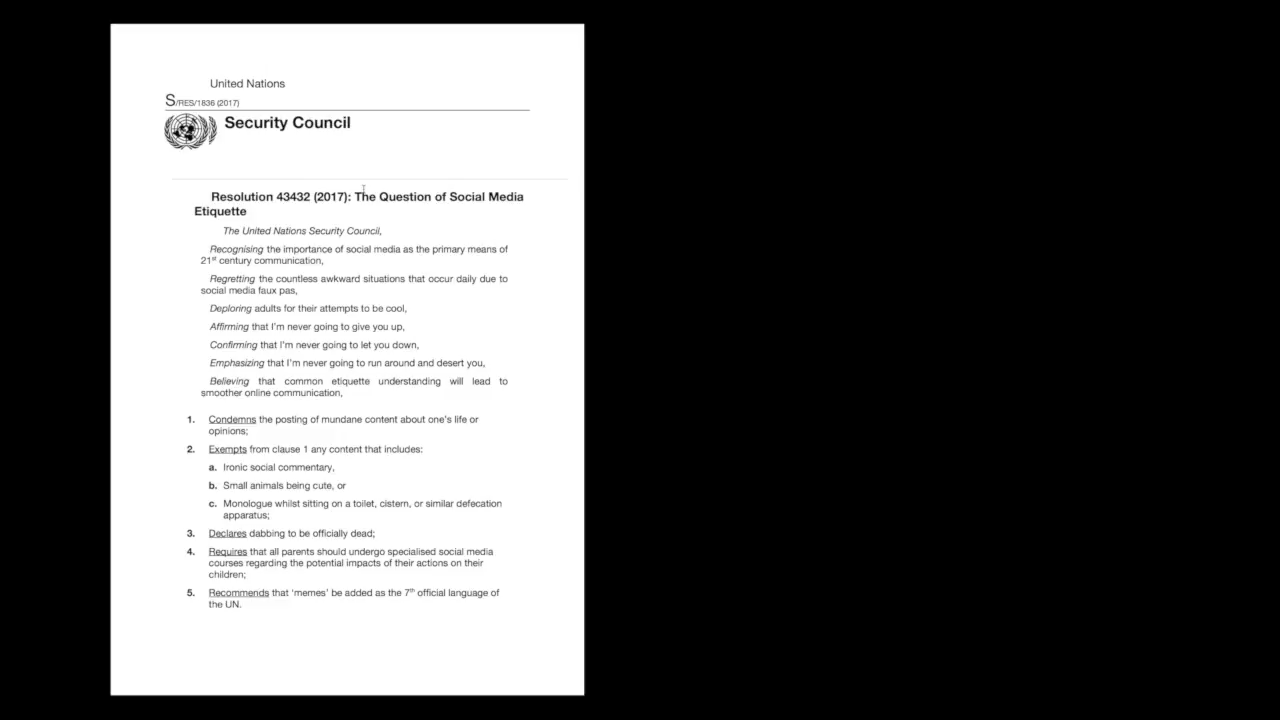 United Nations
S/RES/1836 (2017)
Security Council
Resolution 43432 (2017): The Question of Social Media
Etiquette
The United Nations Security Council,
Recognising the importance of social media as the primary means of
21st century communication,
Regretting the countless awkward situations that occur daily due to
social media faux pas,
Deploring adults for their attempts to be cool,
Affirming that I'm never going to give you up,
Confirming that I'm never going to let you down,
Emphasizing that I'm never going to run around and desert you,
Believing that common etiquette understanding will lead to
smoother online communication,
1. Condemns the posting of mundane content about one's life or
opinions;
2. Exempts from clause 1 any content that includes:
a. Ironic social commentary,
b. Small animals being cute, or
c. Monologue whilst sitting on a toilet, cistern, or similar defecation
apparatus;
3. Declares dabbing to be officially dead;
4. Requires that all parents should undergo specialised social media
courses regarding the potential impacts of their actions on their
children;
5. Recommends that 'memes' be added as the 7th official language of
the UN.